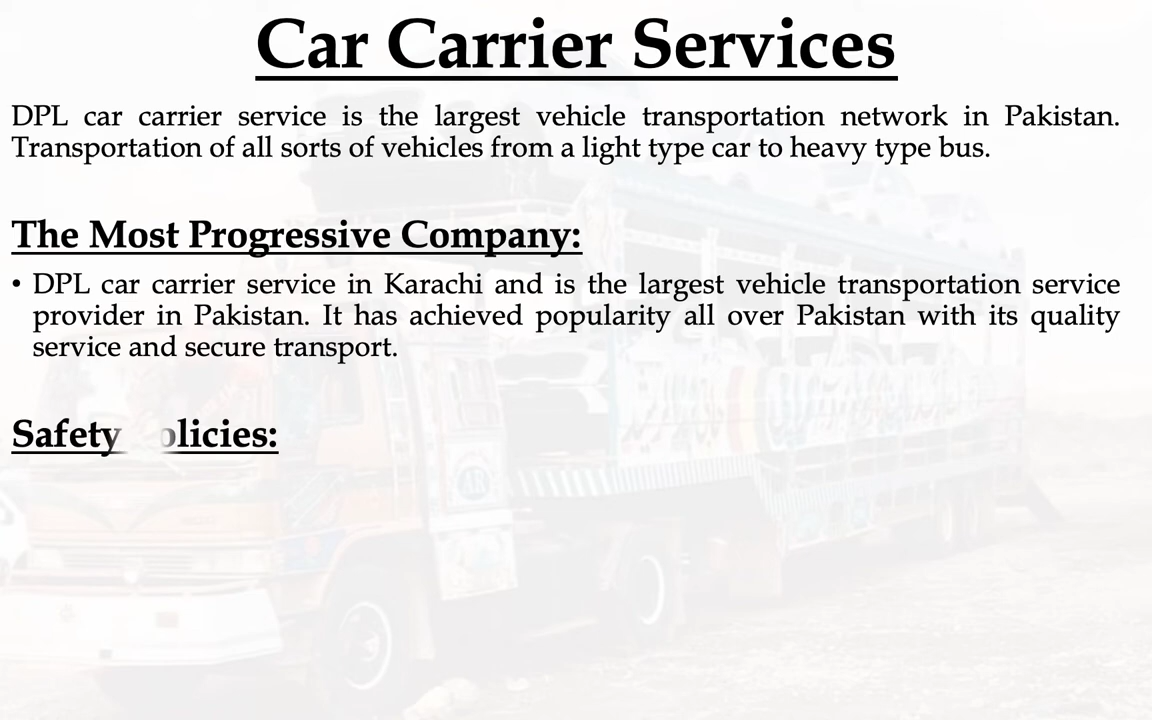 Car Carrier Services
DPL car carrier service is the largest vehicle transportation network in Pakistan.
Transportation of all sorts of vehicles from a light type car to heavy type bus.
The Most Progressive Company:
• DPL car carrier service in Karachi and is the largest vehicle transportation service
provider in Pakistan. It has achieved popularity all over Pakistan with its quality
service and secure transport.
Safety olicies: